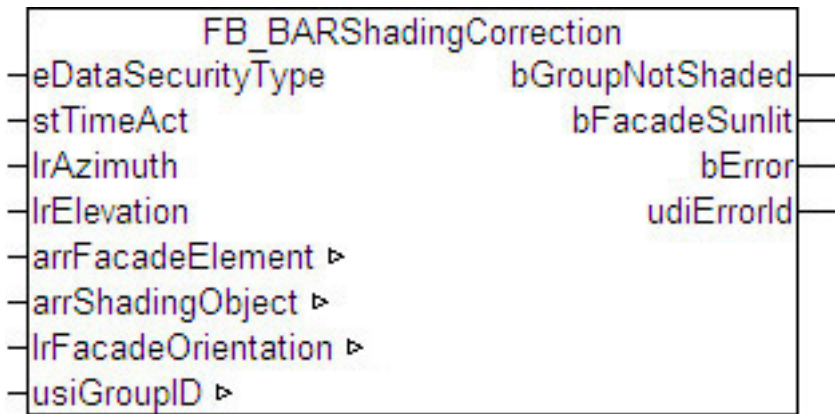 FB_BARShadingCorrection
eDataSecurityType bGroupNotShaded
stTimeAct bFacadeSunlit
lrAzimuth bError
lrElevation udiErrorId
arrFacadeElement
arrShadingObject
lrFacadeOrientation
usiGroupID